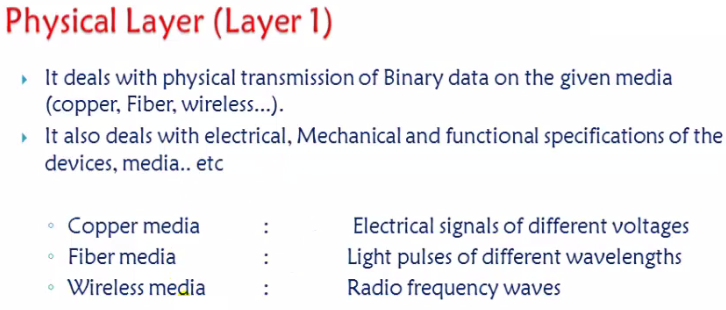 Physical Layer (Layer 1)
It deals with physical transmission of Binary data on the given media
(copper, Fiber, wireless...).
It also deals with electrical, Mechanical and functional specifications of the
devices, media.. etc
Copper media : Electrical signals of different voltages
Fiber media : Light pulses of different wavelengths
Wireless media : Radio frequency waves